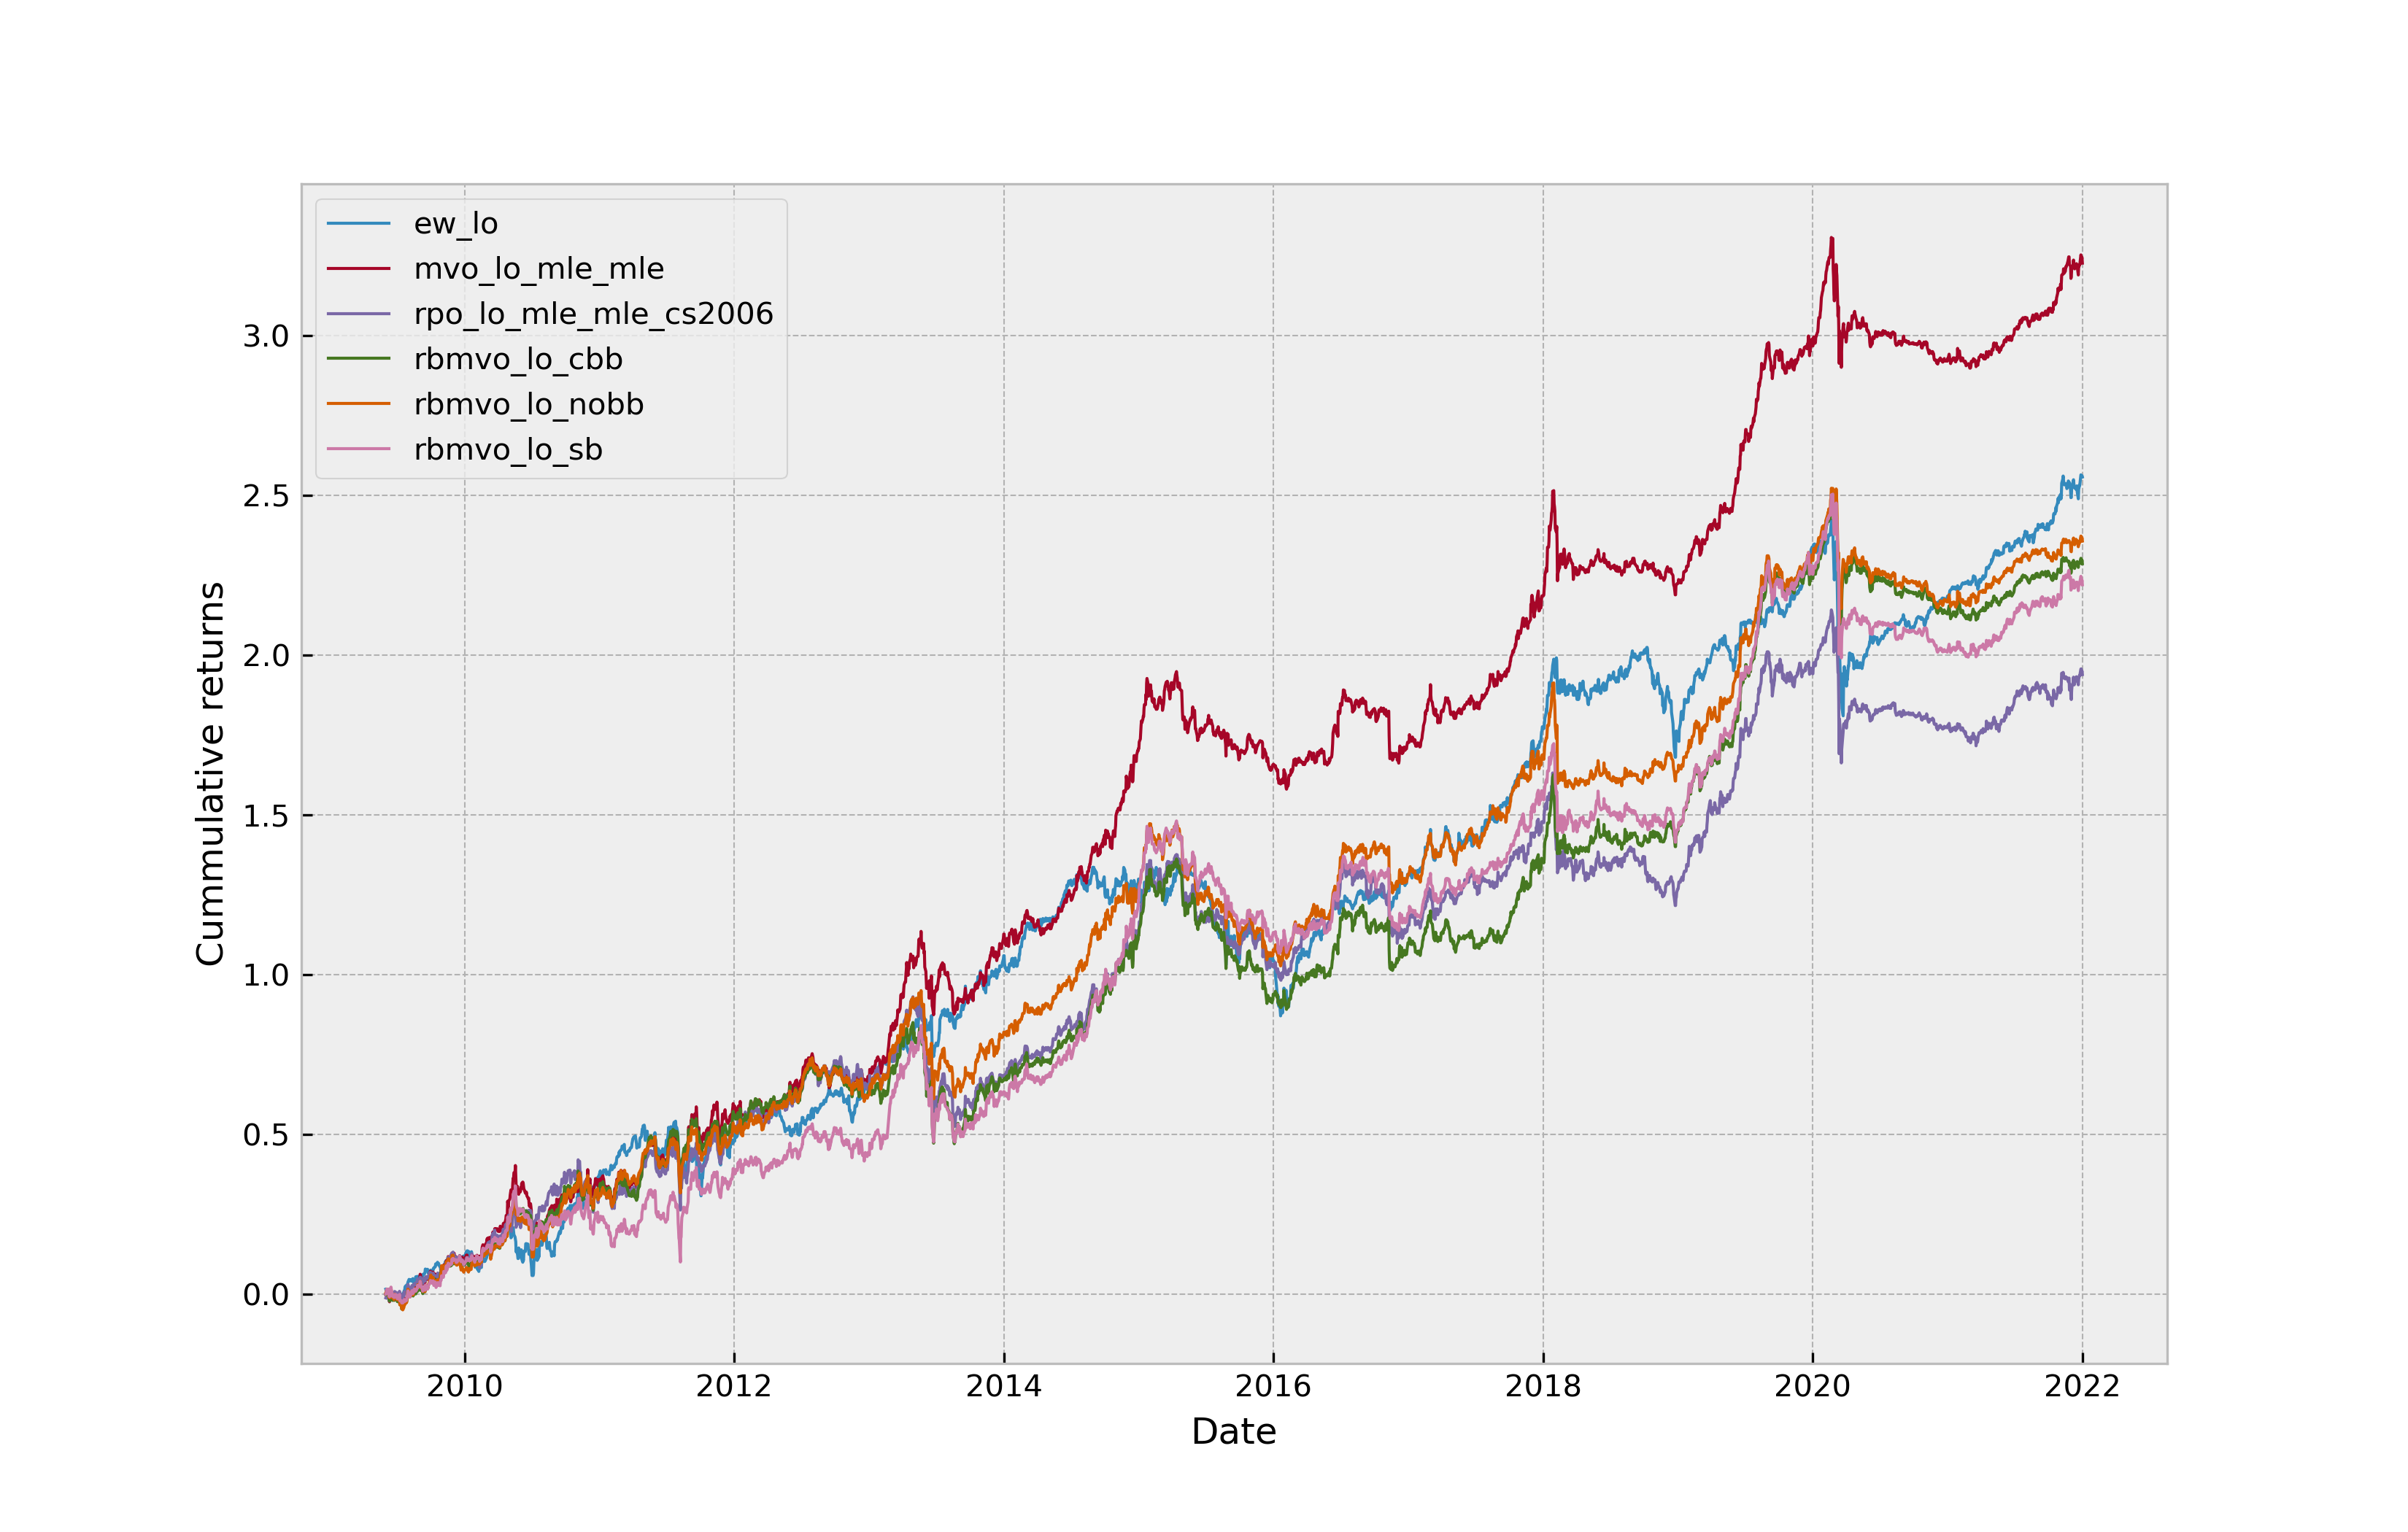 ew_lo
mvo_lo_mle_mle
rpo_lo_mle_mle_cs2006
rbmvo_lo_cbb
rbmvo_lo_nobb
rbmvo_lo_sb
3.0
2.5
2.0
1.5
1.0
0.5
0.0
Cummulative returns
2010 2012 2014 2016 2018 2020 2022
Date